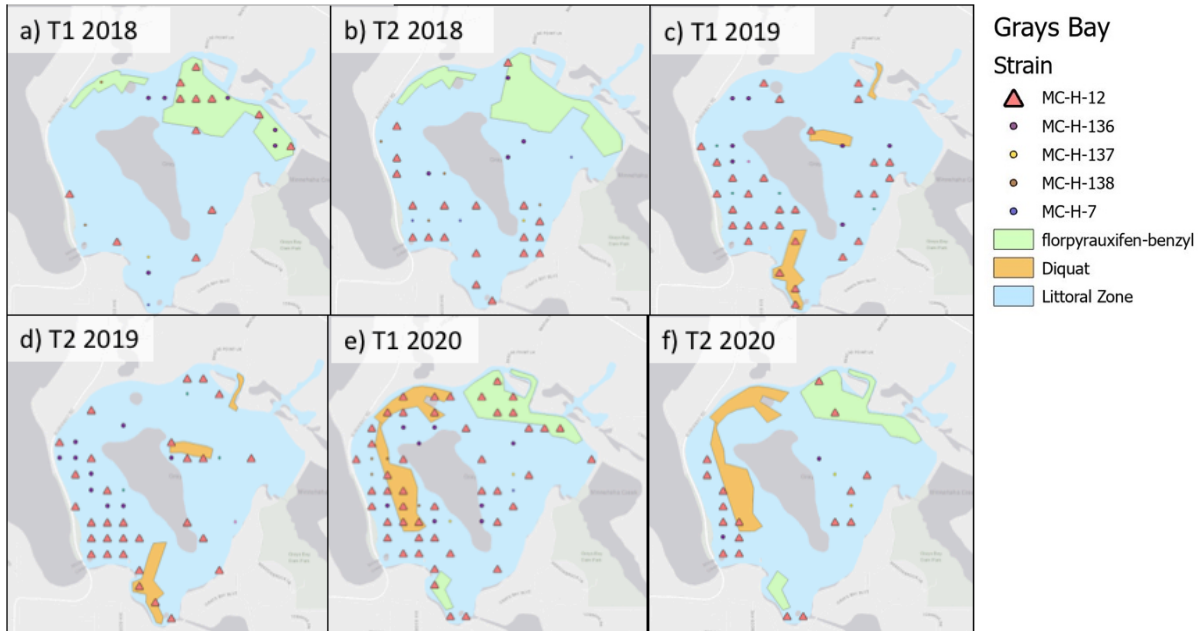 a) T1 2018
b) T2 2018
c) T1 2019
Grays Bay
Strain
MC-H-12
MC-H-136
MC-H-137
MC-H-138
MC-H-7
florpyrauxifen-benzyl
Diquat
Littoral Zone
d) T2 2019
e) T1 2020
f) T2 2020